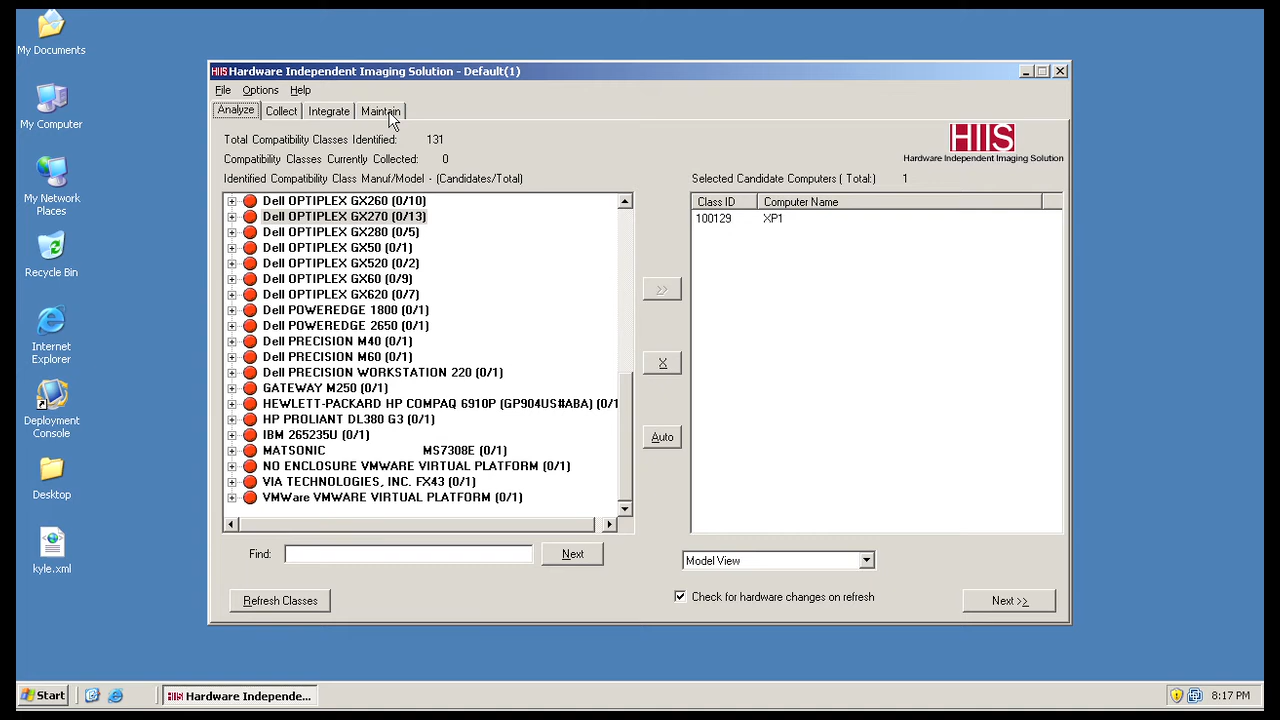 My Documents
My Computer
My Network
Places
Recycle Bin
Internet
Explorer
Deployment
Console
Desktop
kyle.xml
HIIS Hardware Independent Imaging Solution - Default(1)
File Options Help
Analyze Collect Integrate Maintain
Total Compatibility Classes Identified: 131
Compatibility Classes Currently Collected: 0
Identified Compatibility Class Manuf/Model - (Candidates/Total)
Dell OPTIPLEX GX260 (0/10)
Dell OPTIPLEX GX270 (0/13)
Dell OPTIPLEX GX280 (0/5)
Dell OPTIPLEX GX50 (0/1)
Dell OPTIPLEX GX520 (0/2)
Dell OPTIPLEX GX60 (0/9)
Dell OPTIPLEX GX620 (0/7)
Dell POWEREDGE 1800 (0/1)
Dell POWEREDGE 2650 (0/1)
Dell PRECISION M40 (0/1)
Dell PRECISION M60 (0/1)
Dell PRECISION WORKSTATION 220 (0/1)
GATEWAY M250 (0/1)
HEWLETT-PACKARD HP COMPAQ 6910P (GP904US#ABA) (0/1
HP PROLIANT DL380 G3 (0/1)
IBM 265235U (0/1)
MATSONIC MS7308E (0/1)
NO ENCLOSURE VMWARE VIRTUAL PLATFORM (0/1)
VIA TECHNOLOGIES, INC. FX43 (0/1)
VMWare VMWARE VIRTUAL PLATFORM (0/1)
Find: Next
Refresh Classes
>>
X
Auto
HIIS
Hardware Independent Imaging Solution
Selected Candidate Computers ( Total:) 1
Class ID Computer Name
100129 XP1
Model View
Check for hardware changes on refresh
Next >>
Start
HIIS Hardware Independe...
8:17 PM